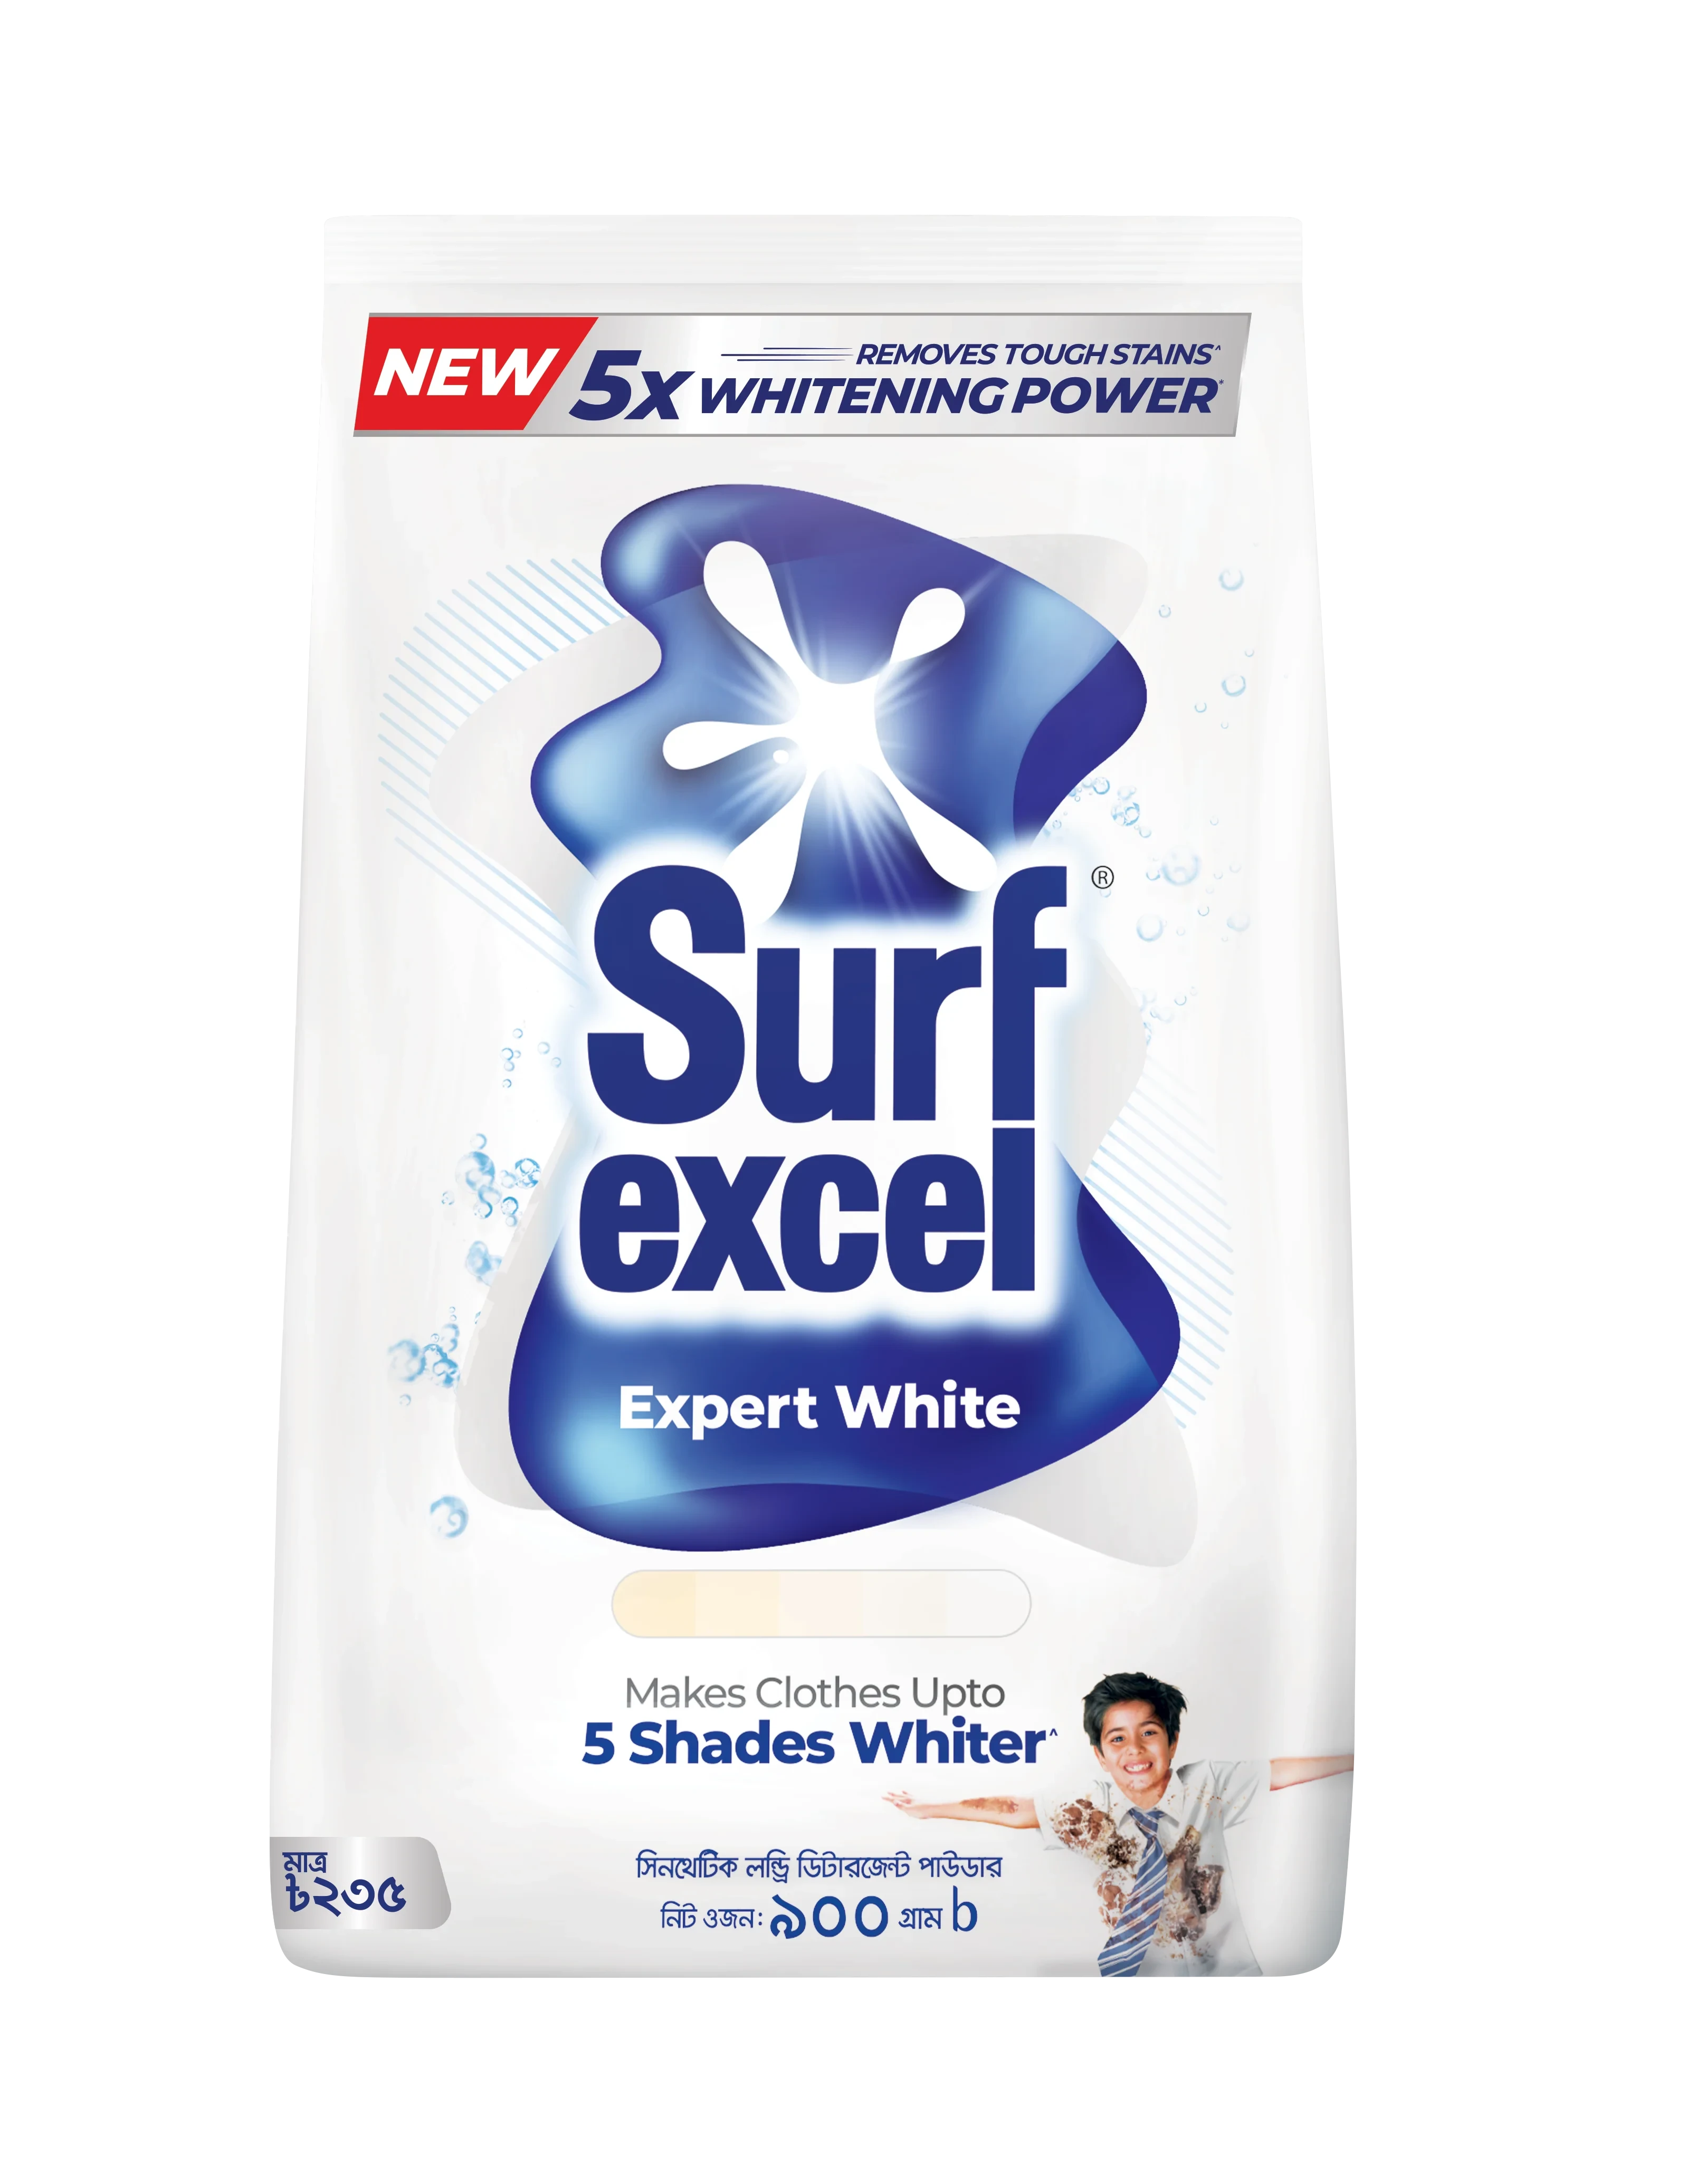 NEW
REMOVES TOUGH STAINS^
5x WHITENING POWER*
Surf ®
excel
Expert White
Makes Clothes Upto
5 Shades Whiter^
মাত্র
৳২৩৫
সিনথেটিক লন্ড্রি ডিটারজেন্ট পাউডার
নিট ওজন: ৯০০ গ্রাম b